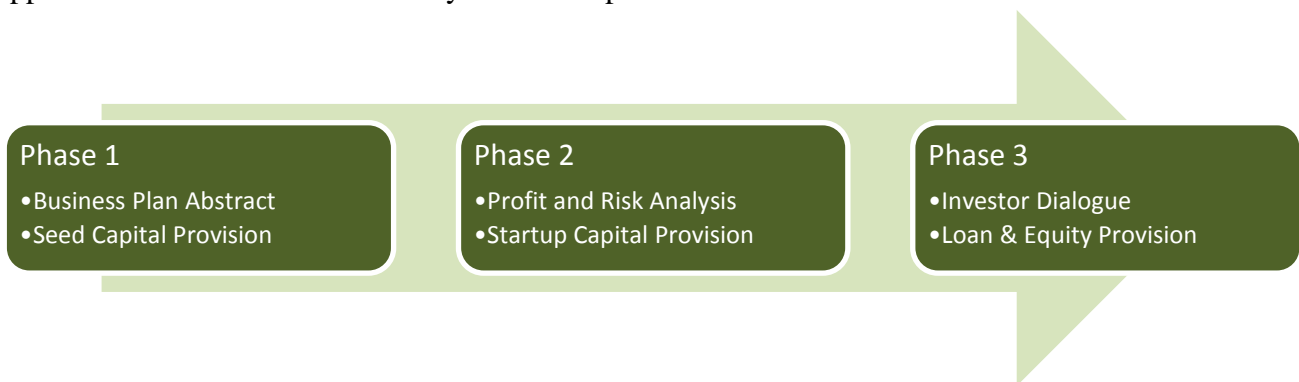 Phase 1
•Business Plan Abstract
•Seed Capital Provision
Phase 2
•Profit and Risk Analysis
•Startup Capital Provision
Phase 3
•Investor Dialogue
•Loan & Equity Provision